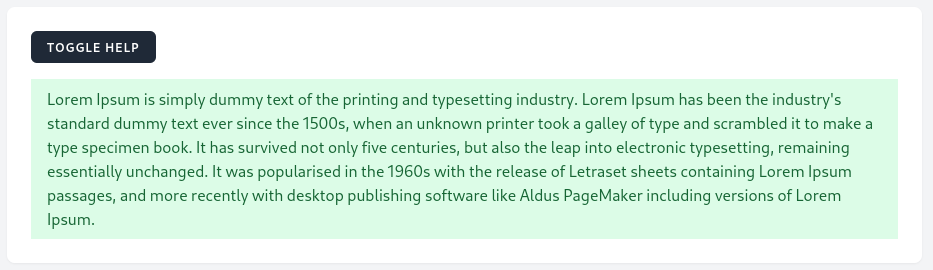 TOGGLE HELP
Lorem Ipsum is simply dummy text of the printing and typesetting industry. Lorem Ipsum has been the industry's
standard dummy text ever since the 1500s, when an unknown printer took a galley of type and scrambled it to make a
type specimen book. It has survived not only five centuries, but also the leap into electronic typesetting, remaining
essentially unchanged. It was popularised in the 1960s with the release of Letraset sheets containing Lorem Ipsum
passages, and more recently with desktop publishing software like Aldus PageMaker including versions of Lorem
Ipsum.